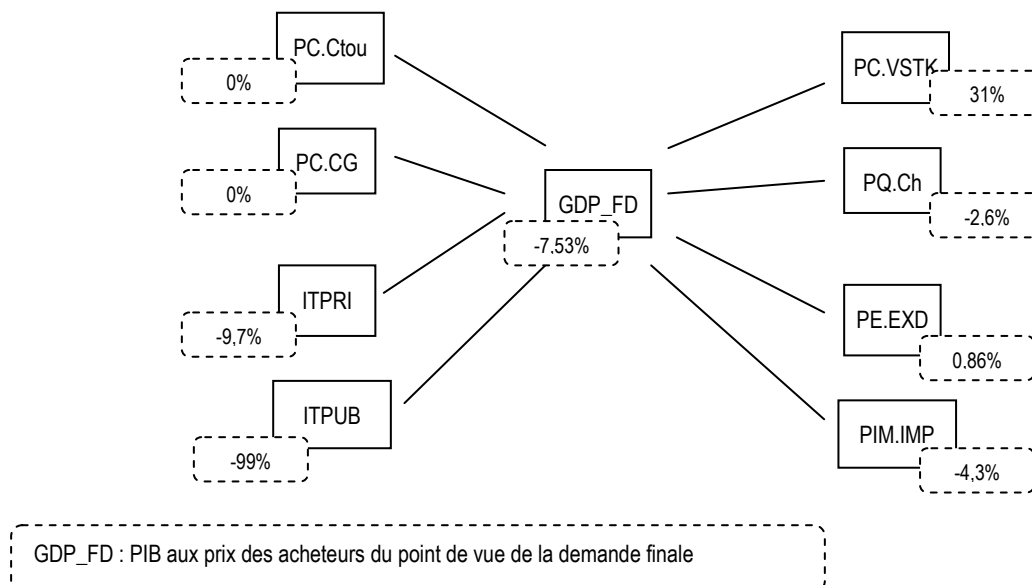 PC.Ctou
0%
PC.CG
0%
ITPRI
-9,7%
ITPUB
-99%
GDP_FD
-7,53%
PC.VSTK
31%
PQ.Ch
-2,6%
PE.EXD
0,86%
PIM.IMP
-4,3%
GDP_FD : PIB aux prix des acheteurs du point de vue de la demande finale